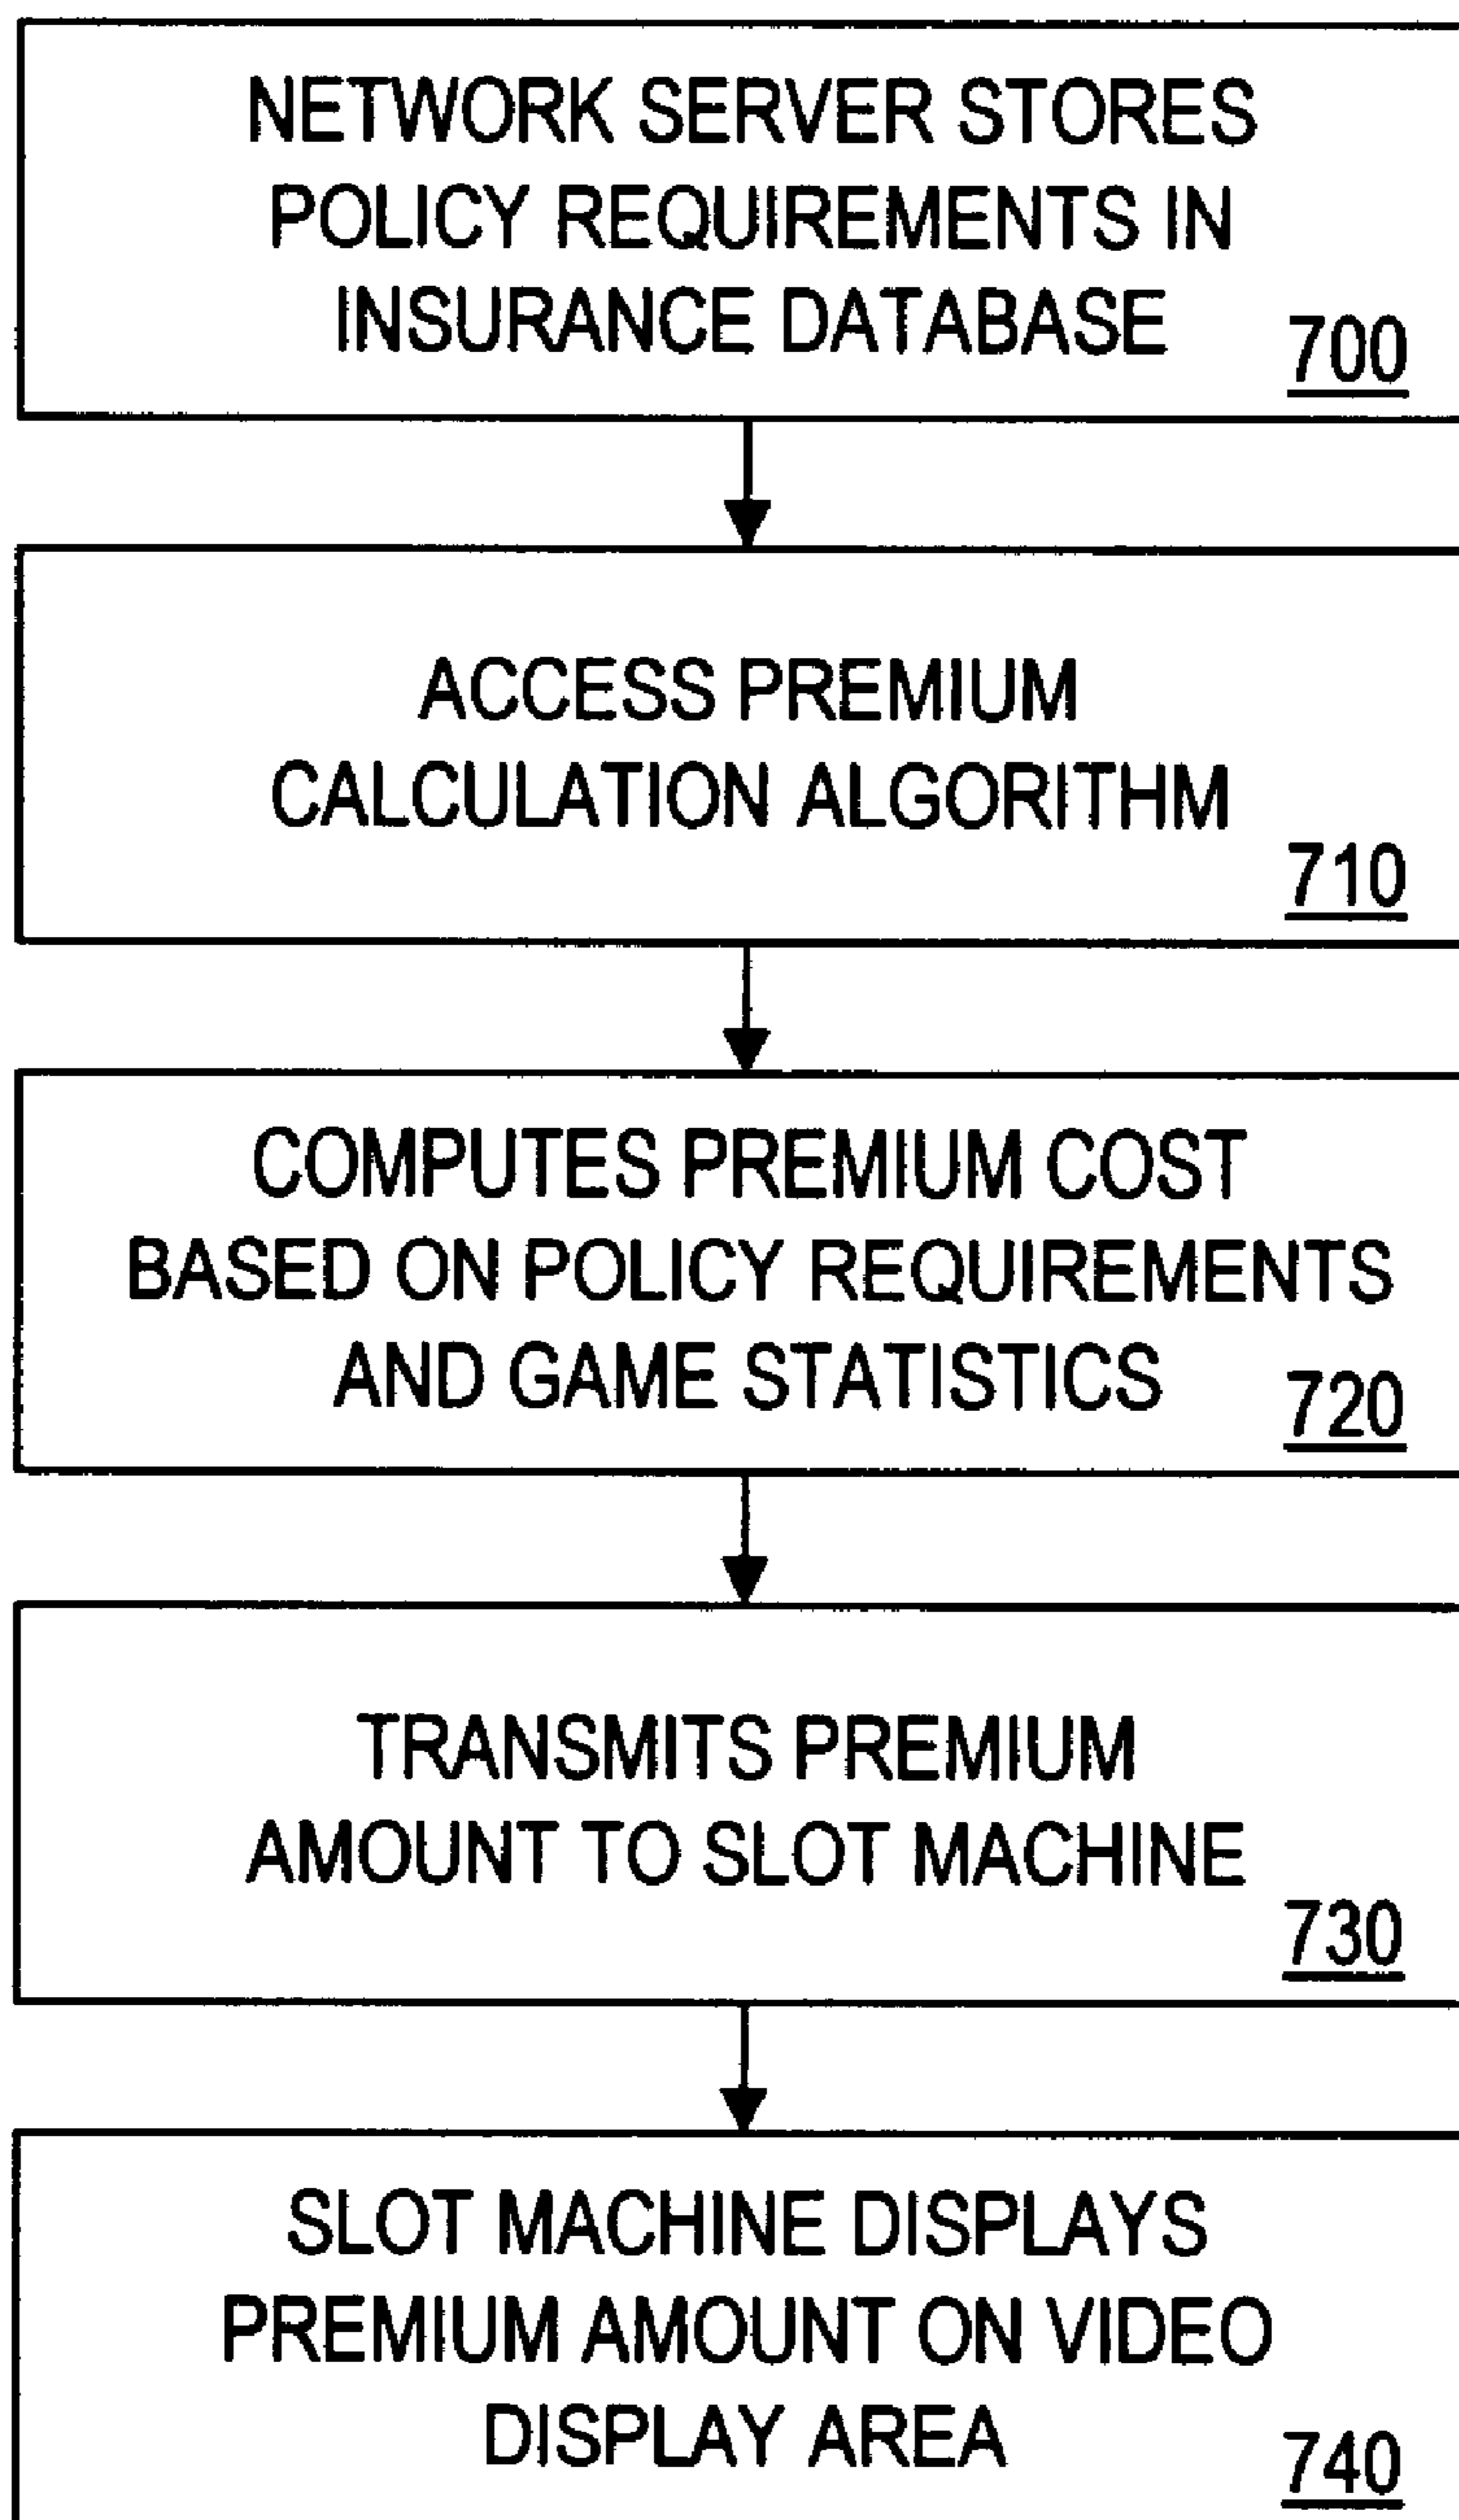 NETWORK SERVER STORES
POLICY REQUIREMENTS IN
INSURANCE DATABASE
700
ACCESS PREMIUM
CALCULATION ALGORITHM
710
COMPUTES PREMIUM COST
BASED ON POLICY REQUIREMENTS
AND GAME STATISTICS
720
TRANSMITS PREMIUM
AMOUNT TO SLOT MACHINE
730
SLOT MACHINE DISPLAYS
PREMIUM AMOUNT ON VIDEO
DISPLAY AREA
740